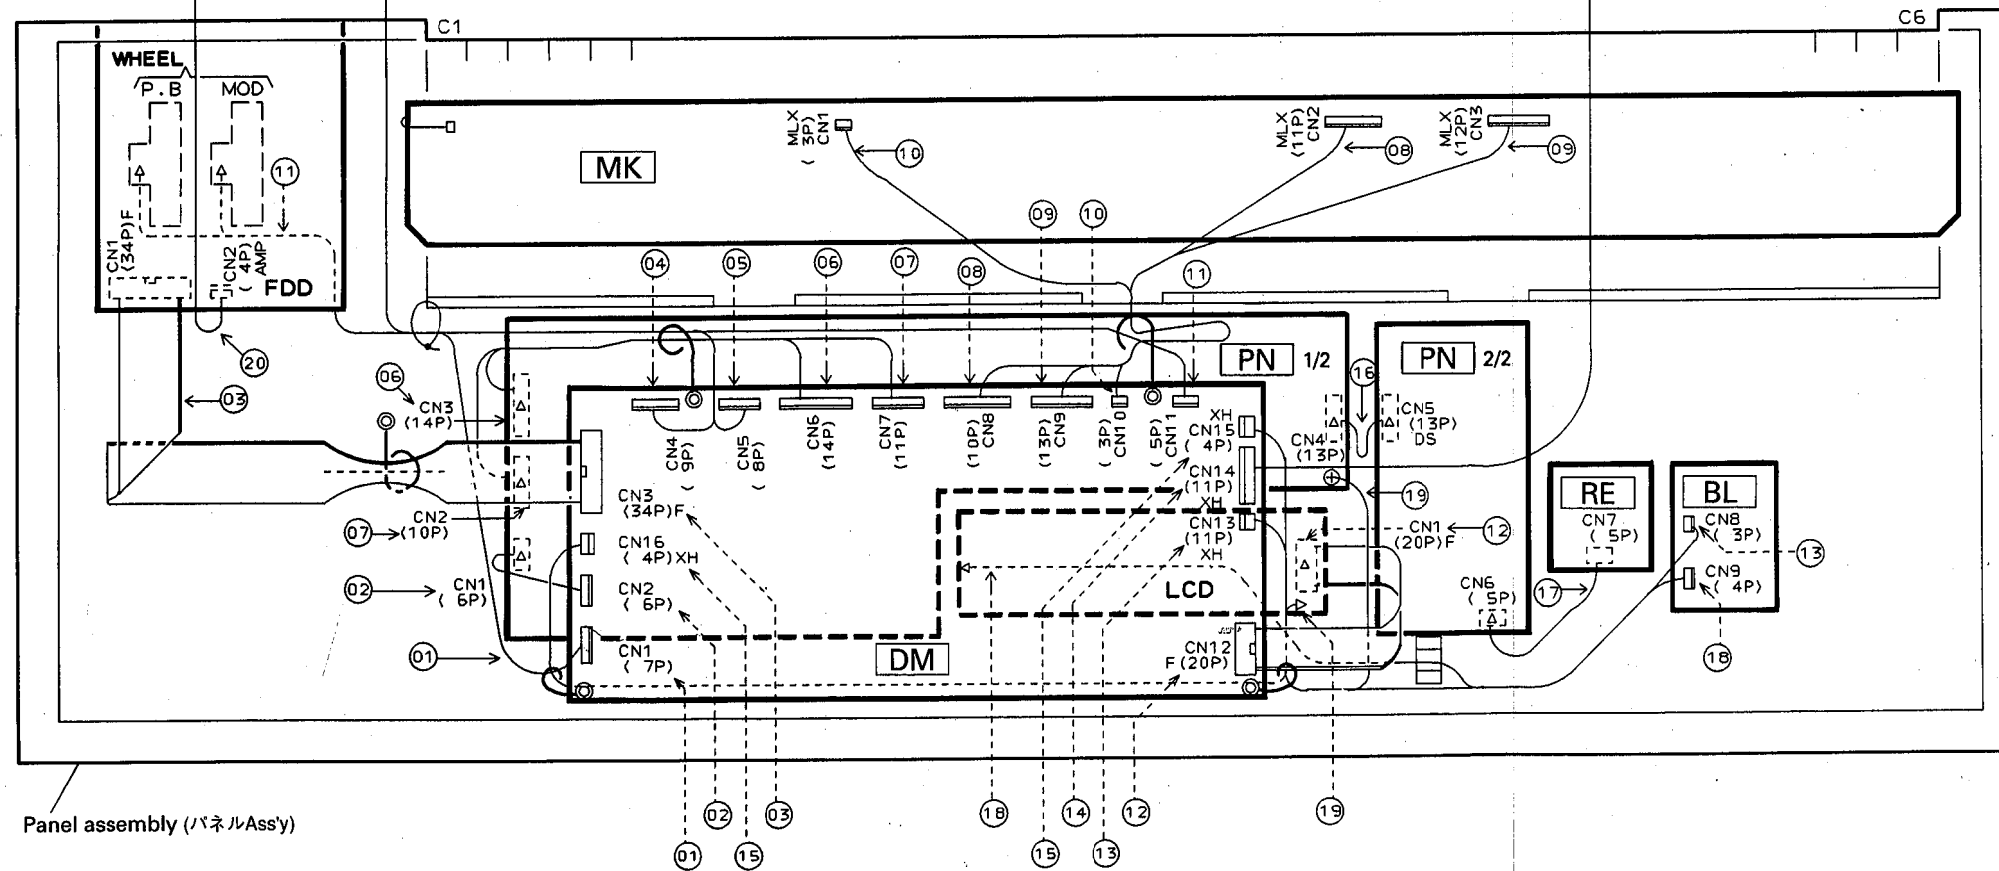 C1
C6
WHEEL
P.B
MOD
11
CN1
(34P)F
CN2
( 4P)
AMP
FDD
MK
MLX
( 3P)
CN1
10
MLX
(11P)
CN2
08
MLX
(12P)
CN3
09
04
05
06
07
08
09
10
11
20
03
06
CN3
(14P)
07
CN2
(10P)
02
CN1
( 6P)
01
PN 1/2
PN 2/2
16
CN4
( 9P)
CN5
( 8P)
CN6
(14P)
CN7
(11P)
CN8
(10P)
CN9
(13P)
CN10
( 3P)
CN11
( 5P)
XH
CN15
( 4P)
CN14
(11P)
XH
CN13
(11P)
XH
CN4
(13P)
CN5
(13P)
DS
19
CN1
(20P)F
12
CN3
(34P)F
CN16
( 4P)XH
CN2
( 6P)
CN1
( 7P)
LCD
DM
CN12
F(20P)
CN6
( 5P)
RE
CN7
( 5P)
17
BL
CN8
( 3P)
13
CN9
( 4P)
18
02
03
18
14
12
19
01
15
15
13
Panel assembly (パネルAss'y)